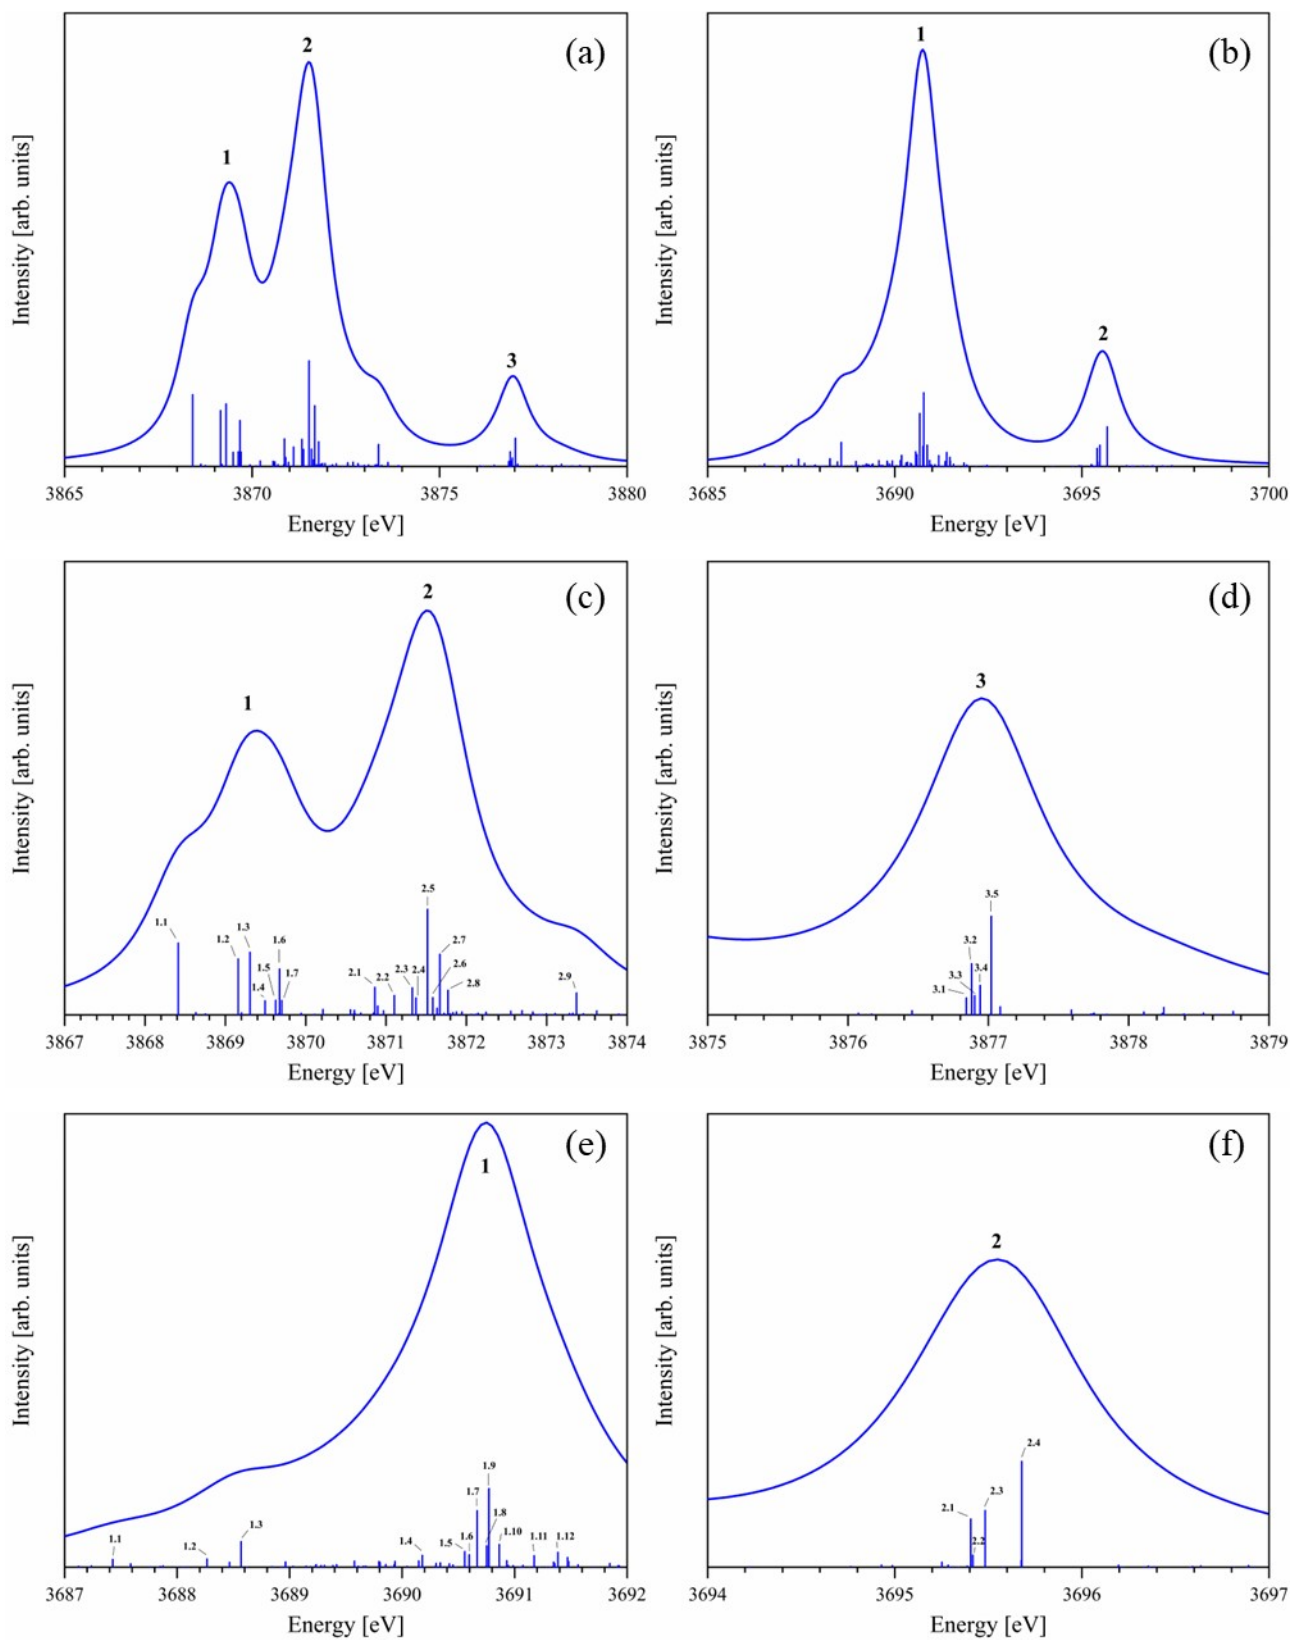 (a)
2
1
3
Intensity [arb. units]
3865 3870 3875 3880
Energy [eV]
(b)
1
2
Intensity [arb. units]
3685 3690 3695 3700
Energy [eV]
(c)
2
1
2.5
1.1
1.2
1.3
1.6
1.5
1.4
1.7
2.7
2.6
2.1
2.2
2.3
2.4
2.8
2.9
Intensity [arb. units]
3867 3868 3869 3870 3871 3872 3873 3874
Energy [eV]
(d)
3
3.5
3.2
3.3
3.4
3.1
Intensity [arb. units]
3875 3876 3877 3878 3879
Energy [eV]
(e)
1
1.9
1.7
1.8
1.1
1.2
1.3
1.4
1.5
1.6
1.10
1.11
1.12
Intensity [arb. units]
3687 3688 3689 3690 3691 3692
Energy [eV]
(f)
2
2.4
2.3
2.1
2.2
Intensity [arb. units]
3694 3695 3696 3697
Energy [eV]